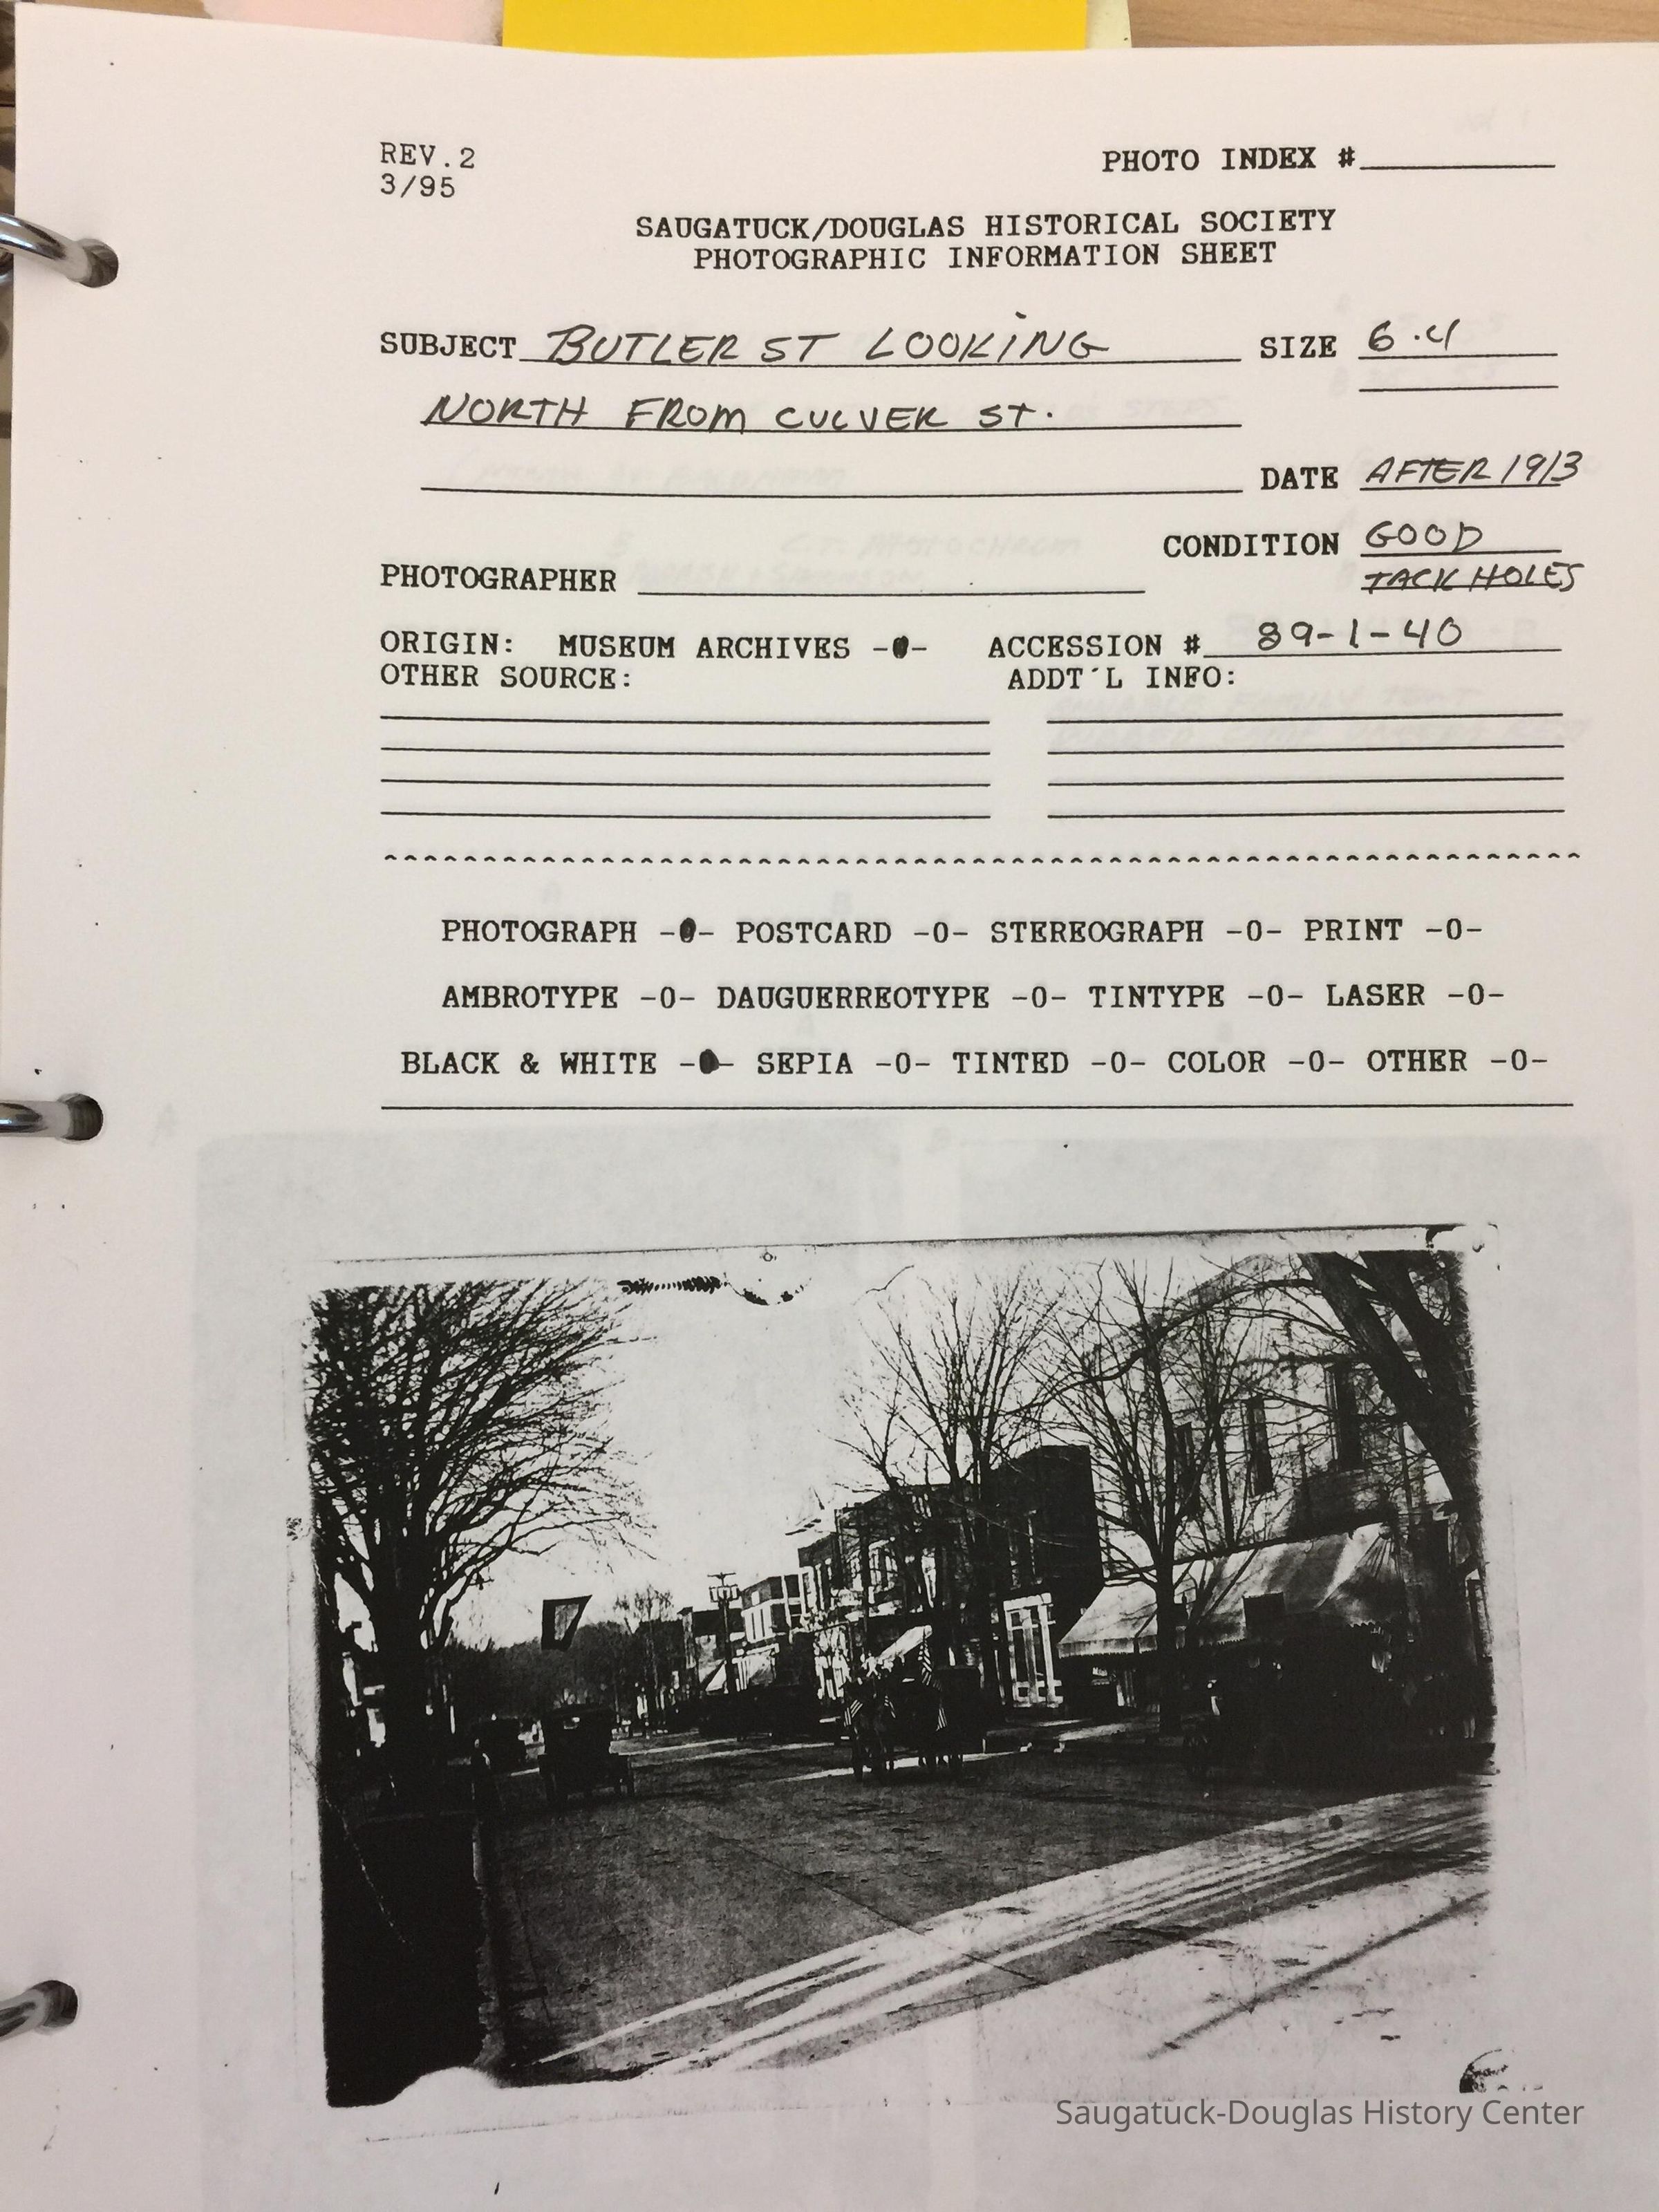 REV.2
PHOTO INDEX #
3/95
SAUGATUCK/DOUGLAS HISTORICAL SOCIETY
PHOTOGRAPHIC INFORMATION SHEET
SUBJECT BUTLER ST LOOKING SIZE 6 · 4
NORTH FROM CULVER ST.
DATE AFTER 1913
CONDITION GOOD
PHOTOGRAPHER TACK HOLES
ORIGIN: MUSEUM ARCHIVES -0- ACCESSION # 89-1-40
OTHER SOURCE: ADDT'L INFO:
PHOTOGRAPH -0- POSTCARD -0- STEREOGRAPH -0- PRINT -0-
AMBROTYPE -0- DAUGUERREOTYPE -0- TINTYPE -0- LASER -0-
BLACK & WHITE -0- SEPIA -0- TINTED -0- COLOR -0- OTHER -0-
Saugatuck-Douglas History Center